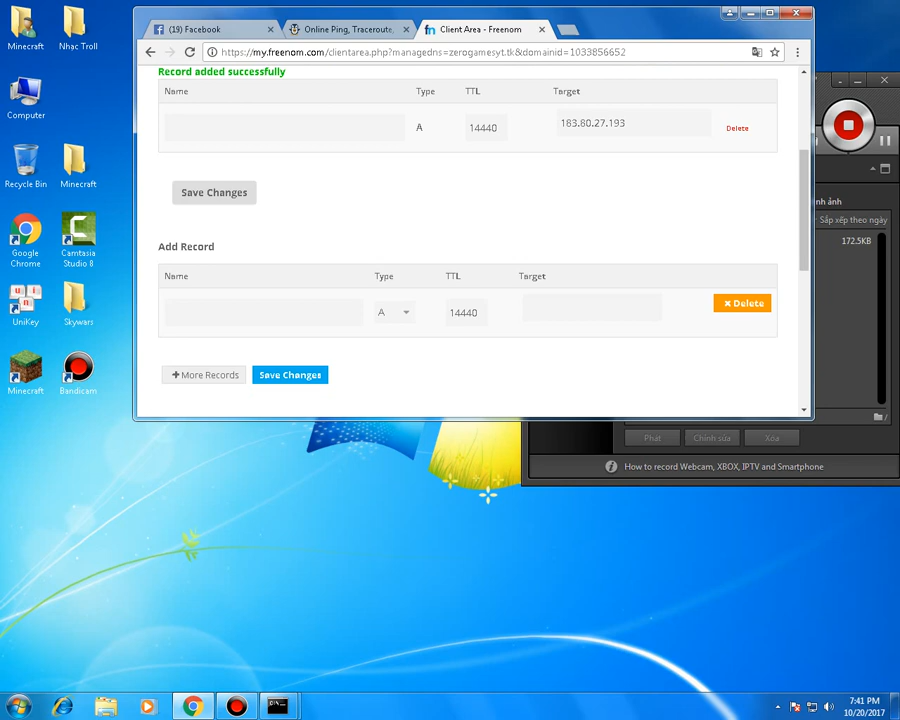 (19) Facebook
Online Ping, Traceroute,
Client Area - Freenom
https://my.freenom.com/clientarea.php?managedns=zerogamesyt.tk&domainid=1033856652
Record added successfully
Name Type TTL Target
A 14440 183.80.27.193 Delete
Save Changes
Add Record
Name Type TTL Target
A 14440 Delete
More Records Save Changes
Minecraft
Nhac Troll
Computer
Recycle Bin
Minecraft
Google
Chrome
Camtasia
Studio 8
UniKey
Skywars
Minecraft
Bandicam
ình ảnh
Sắp xếp theo ngày
172.5KB
Phát Chỉnh sửa Xóa
How to record Webcam, XBOX, IPTV and Smartphone
7:41 PM
10/20/2017